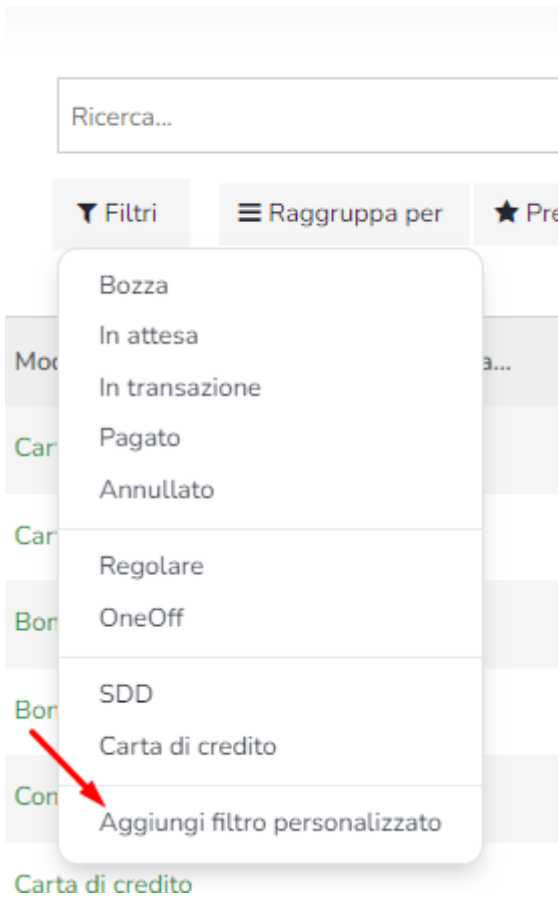 Ricerca...
Filtri
Raggruppa per
Bozza
In attesa
In transazione
Pagato
Annullato
Regolare
OneOff
SDD
Carta di credito
Aggiungi filtro personalizzato
Carta di credito